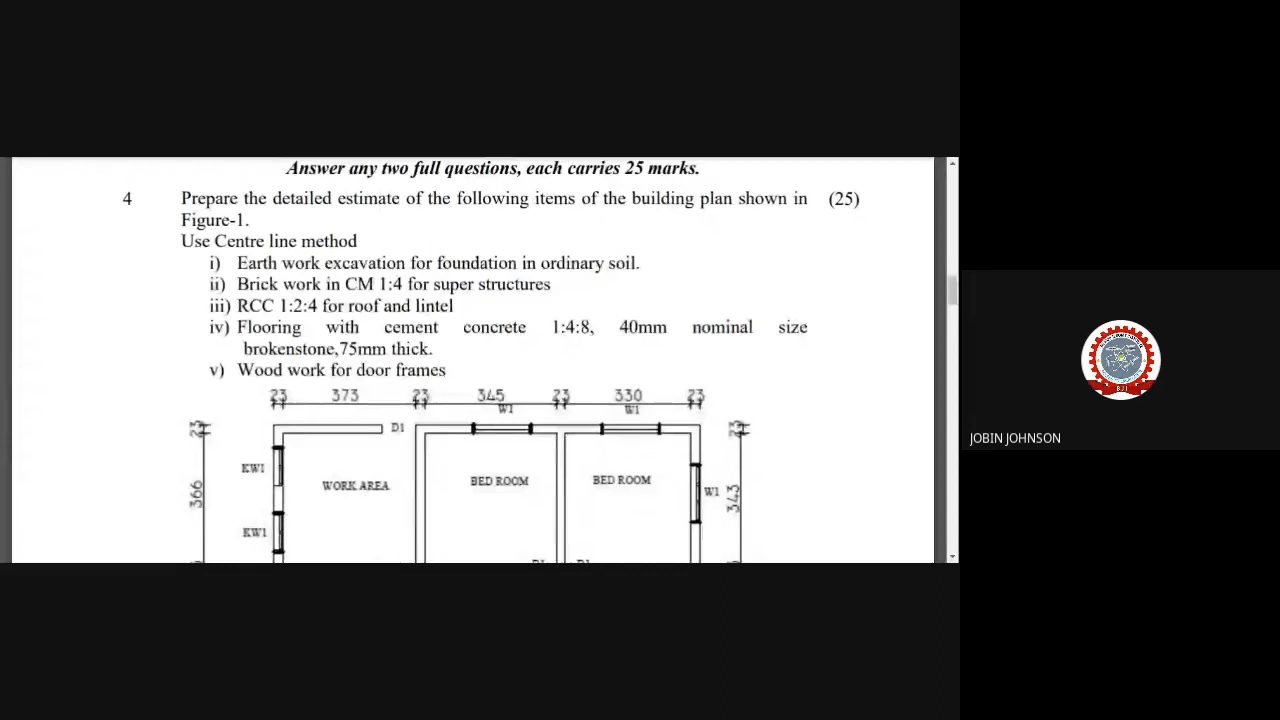 Answer any two full questions, each carries 25 marks.
4 Prepare the detailed estimate of the following items of the building plan shown in (25)
Figure-1.
Use Centre line method
i) Earth work excavation for foundation in ordinary soil.
ii) Brick work in CM 1:4 for super structures
iii) RCC 1:2:4 for roof and lintel
iv) Flooring with cement concrete 1:4:8, 40mm nominal size
brokenstone,75mm thick.
v) Wood work for door frames
23 373 23 345 23 330 23
W1 W1
23 D1 23
KW1
WORK AREA BED ROOM BED ROOM
366 W1 343
KW1
JOBIN JOHNSON
BJI